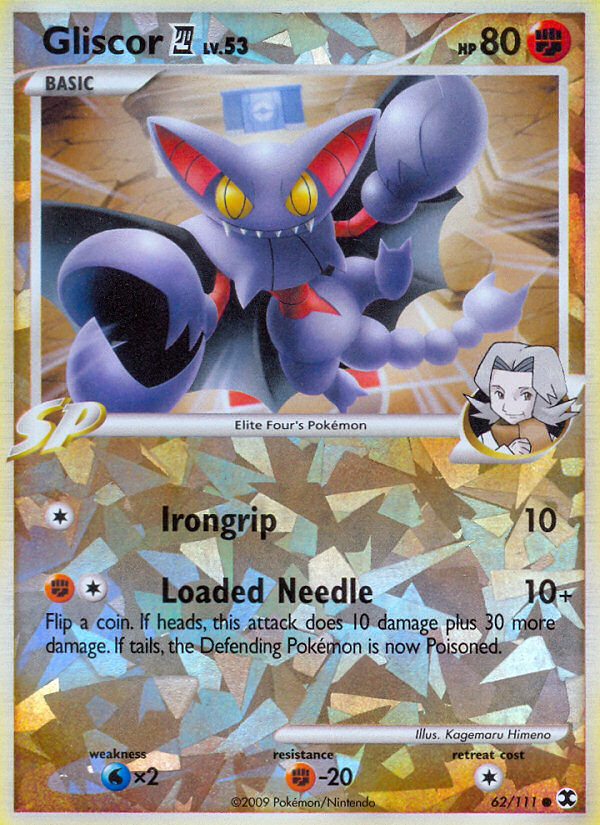 Gliscor LV.53 HP 80
BASIC
SP
Elite Four's Pokémon
Irongrip 10
Loaded Needle 10+
Flip a coin. If heads, this attack does 10 damage plus 30 more
damage. If tails, the Defending Pokémon is now Poisoned.
Illus. Kagemaru Himeno
weakness resistance retreat cost
×2 -20
©2009 Pokémon/Nintendo 62/111